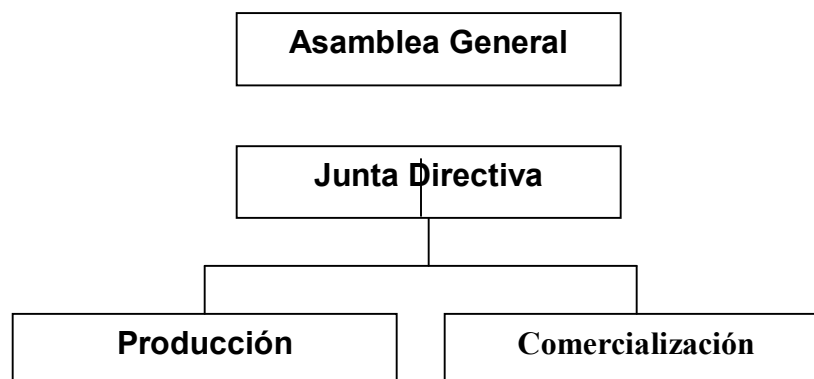 Asamblea General
Junta Directiva
Producción
Comercialización